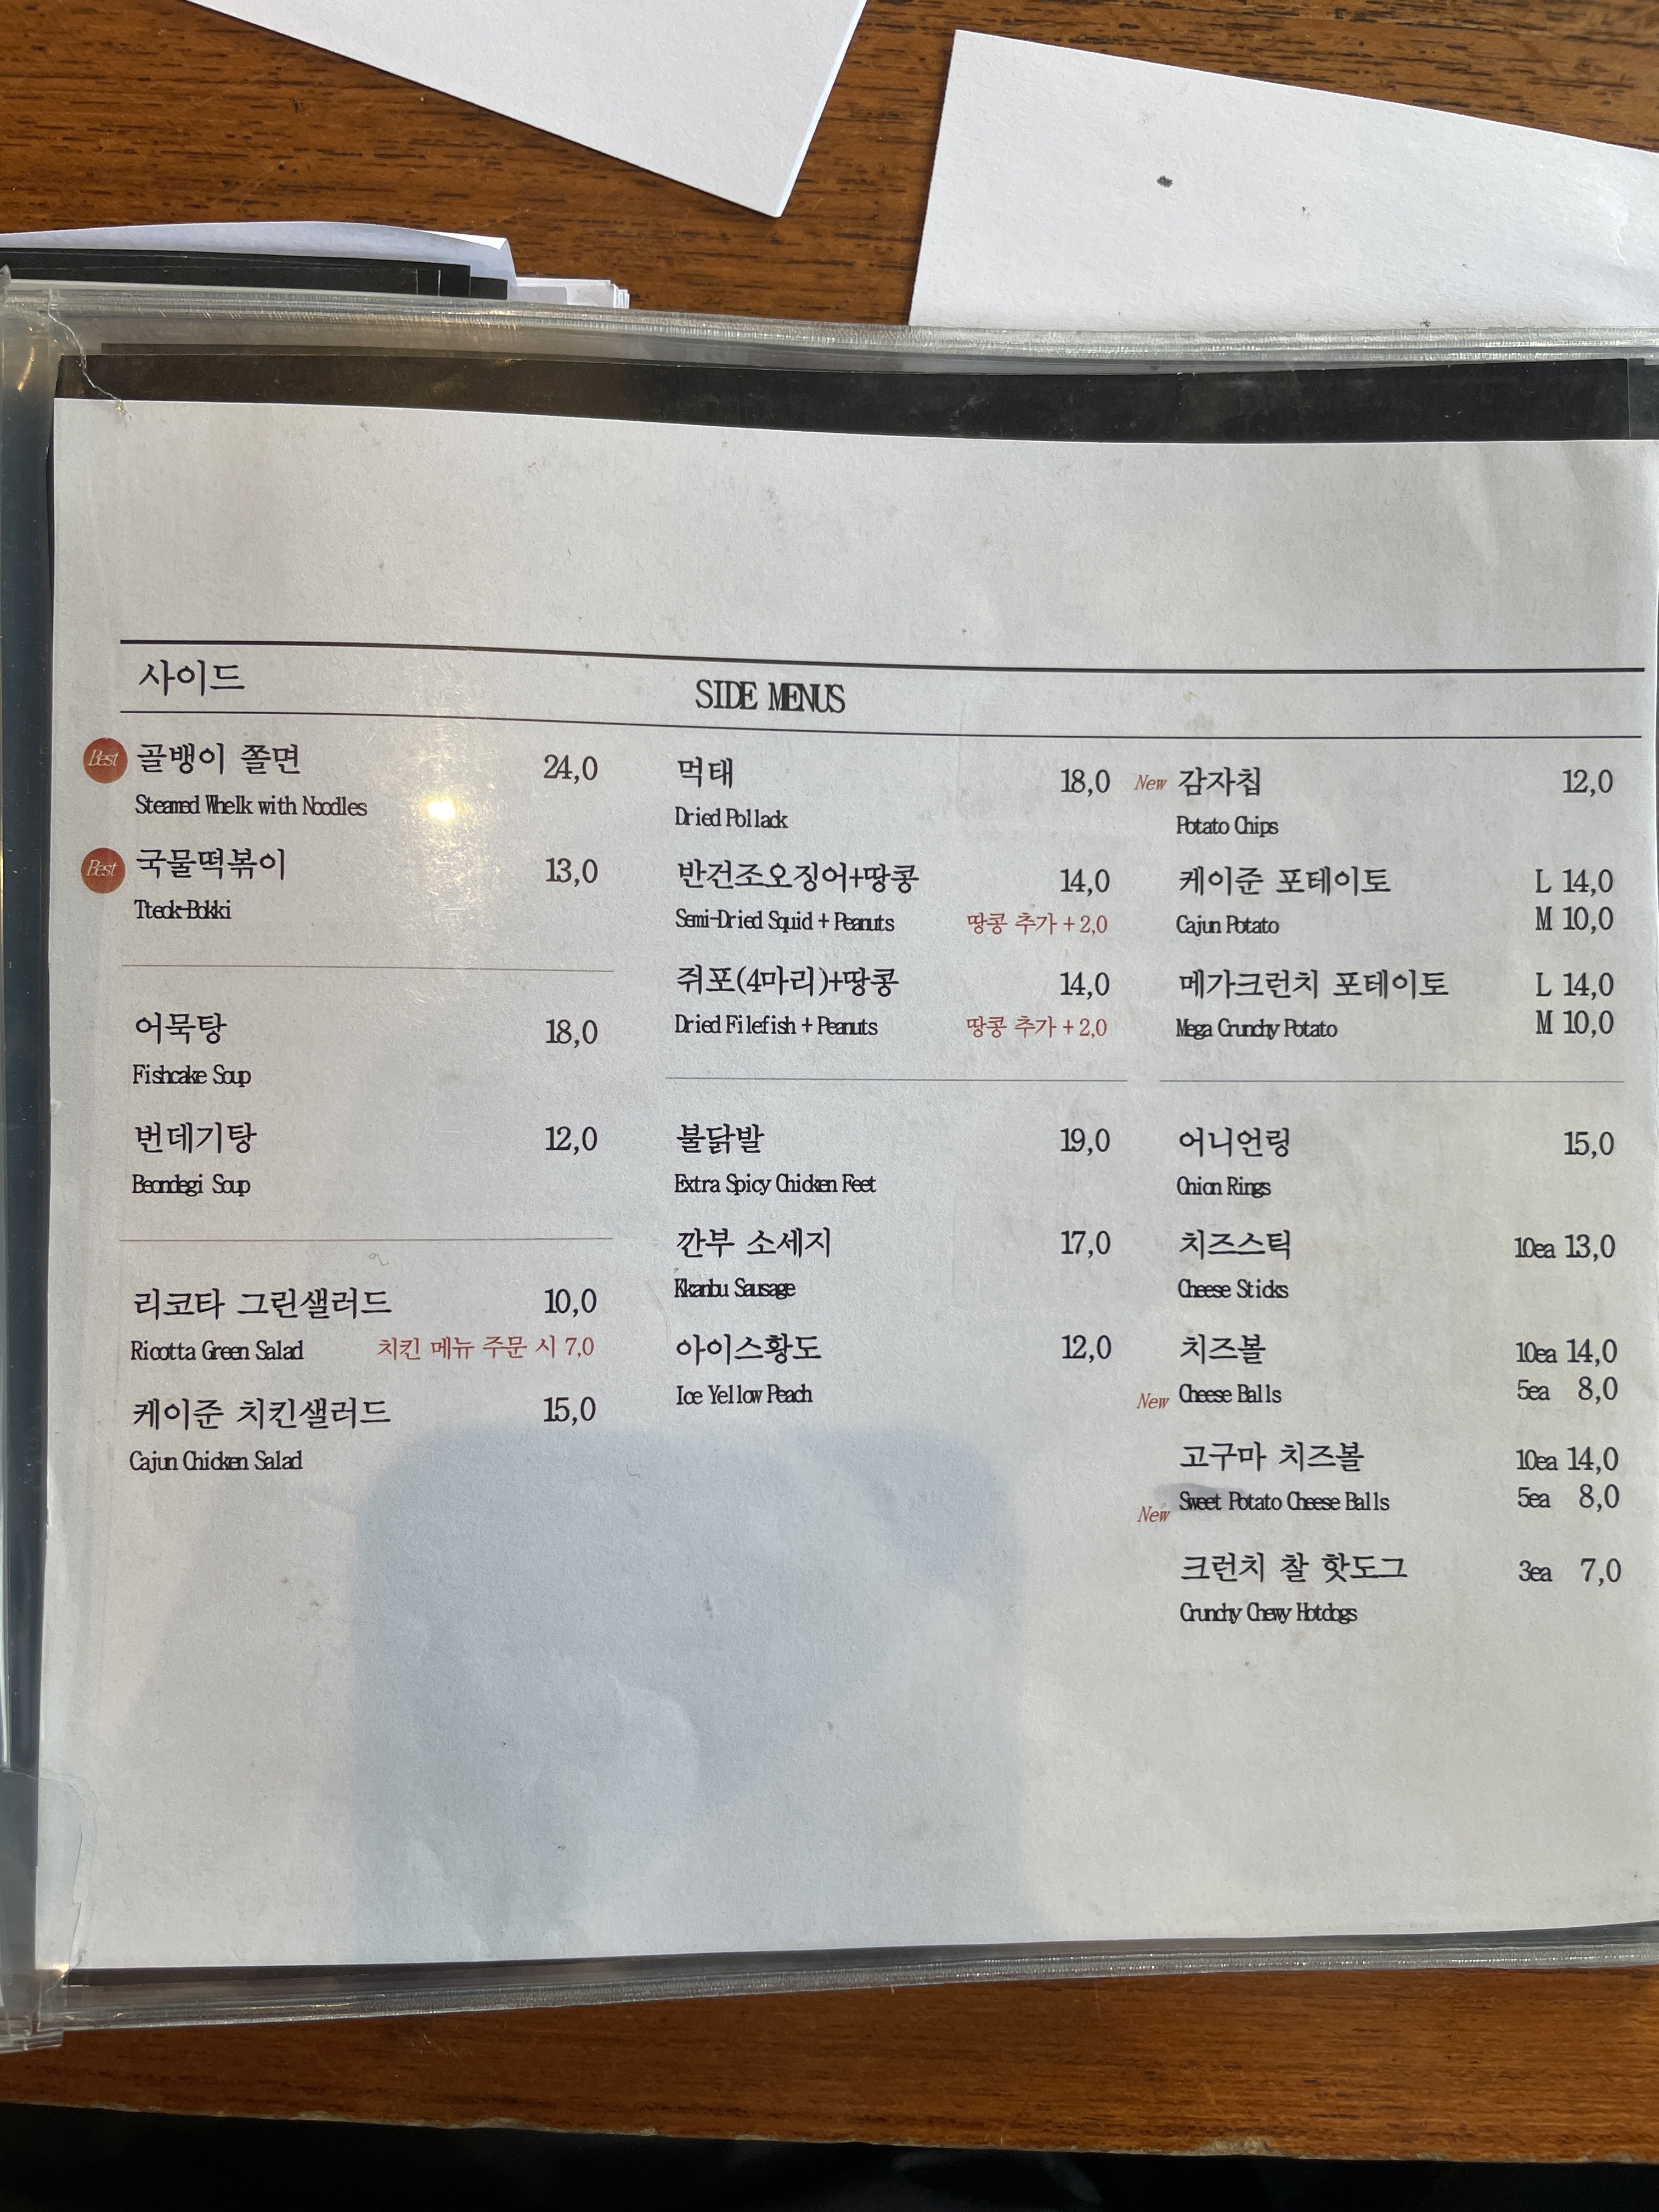 사이드
SIDE MENUS
Best 골뱅이 쫄면 24,0
Steamed Whelk with Noodles
Best 국물떡볶이 13,0
Tteok-Bokki
어묵탕 18,0
Fishcake Soup
번데기탕 12,0
Beondegi Soup
리코타 그린샐러드 10,0
Ricotta Green Salad 치킨 메뉴 주문 시 7,0
케이준 치킨샐러드 15,0
Cajun Chicken Salad
먹태 18,0
Dried Pollack
반건조오징어+땅콩 14,0
Semi-Dried Squid + Peanuts 땅콩 추가 + 2,0
쥐포(4마리)+땅콩 14,0
Dried Filefish + Peanuts 땅콩 추가 + 2,0
불닭발 19,0
Extra Spicy Chicken Feet
깐부 소세지 17,0
Kkanbu Sausage
아이스황도 12,0
Ice Yellow Peach
New 감자칩 12,0
Potato Chips
케이준 포테이토 L 14,0
Cajun Potato M 10,0
메가크런치 포테이토 L 14,0
Mega Crunchy Potato M 10,0
어니언링 15,0
Onion Rings
치즈스틱 10ea 13,0
Cheese Sticks
치즈볼 10ea 14,0
New Cheese Balls 5ea 8,0
고구마 치즈볼 10ea 14,0
New Sweet Potato Cheese Balls 5ea 8,0
크런치 찰 핫도그 3ea 7,0
Crunchy Chewy Hotdogs